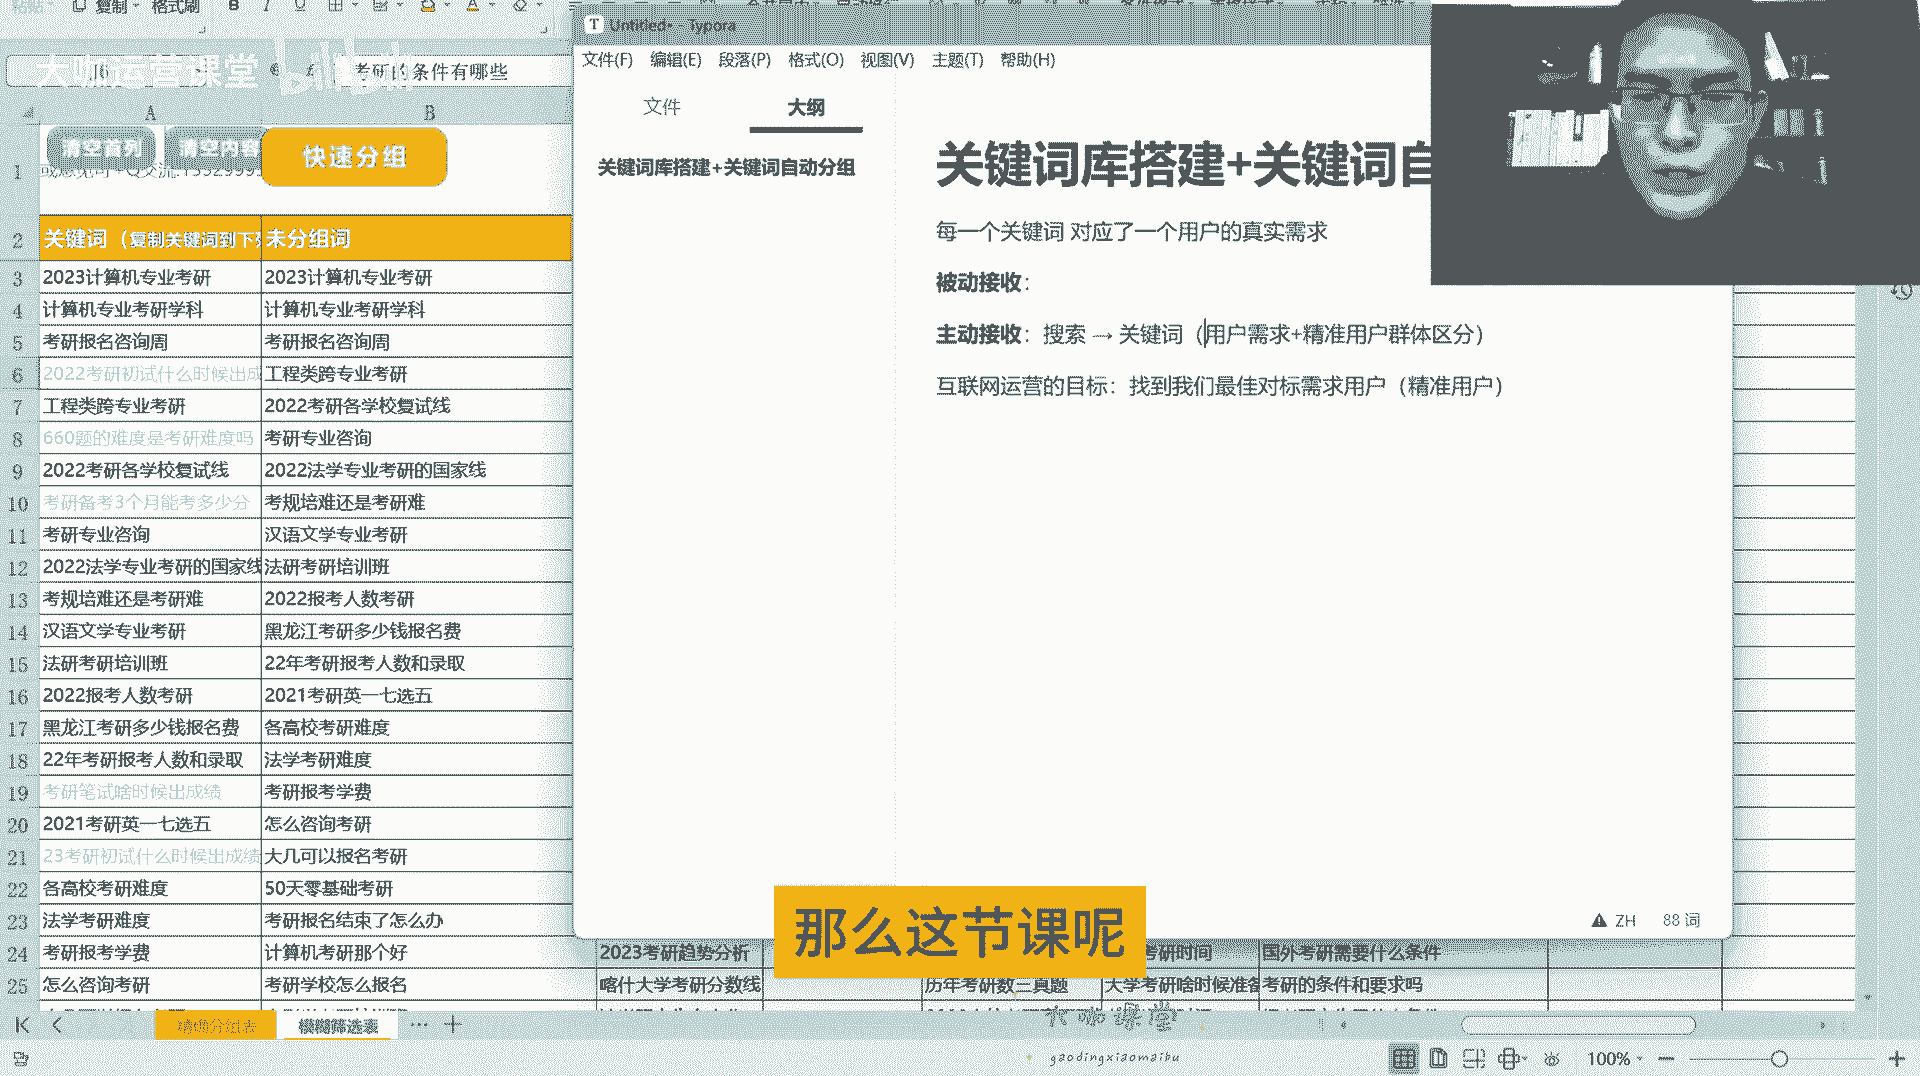 复制
格式刷
Untitled• - Typora
大咖运营课堂
bilibili
考研的条件有哪些
文件(F) 编辑(E) 段落(P) 格式(O) 视图(V) 主题(T) 帮助(H)
文件 大纲
关键词库搭建+关键词自动分组
关键词库搭建+关键词自
每一个关键词 对应了一个用户的真实需求
被动接收：
主动接收：搜索 → 关键词（用户需求+精准用户群体区分）
互联网运营的目标：找到我们最佳对标需求用户（精准用户）
ZH 88 词
A B
清空首列 清空内容 快速分组
1
2 关键词（复制关键词到下列 未分组词
3 2023计算机专业考研 2023计算机专业考研
4 计算机专业考研学科 计算机专业考研学科
5 考研报名咨询周 考研报名咨询周
6 2022考研初试什么时候出成 工程类跨专业考研
7 工程类跨专业考研 2022考研各学校复试线
8 660题的难度是考研难度吗 考研专业咨询
9 2022考研各学校复试线 2022法学专业考研的国家线
10 考研备考3个月能考多少分 考规培难还是考研难
11 考研专业咨询 汉语文学专业考研
12 2022法学专业考研的国家线 法研考研培训班
13 考规培难还是考研难 2022报考人数考研
14 汉语文学专业考研 黑龙江考研多少钱报名费
15 法研考研培训班 22年考研报考人数和录取
16 2022报考人数考研 2021考研英一七选五
17 黑龙江考研多少钱报名费 各高校考研难度
18 22年考研报考人数和录取 法学考研难度
19 考研笔试啥时候出成绩 考研报考学费
20 2021考研英一七选五 怎么咨询考研
21 23考研初试什么时候出成绩 大几可以报名考研
22 各高校考研难度 50天零基础考研
23 法学考研难度 考研报名结束了怎么办
24 考研报考学费 计算机考研那个好 2023考研趋势分析 考研时间 国外考研需要什么条件
25 怎么咨询考研 考研学校怎么报名 喀什大学考研分数线 历年考研数三真题 大学考研啥时候准备 考研的条件和要求吗
那么这节课呢
精确分组表 模糊筛选表
大咖课堂
gaodingxiaomaibu
100%